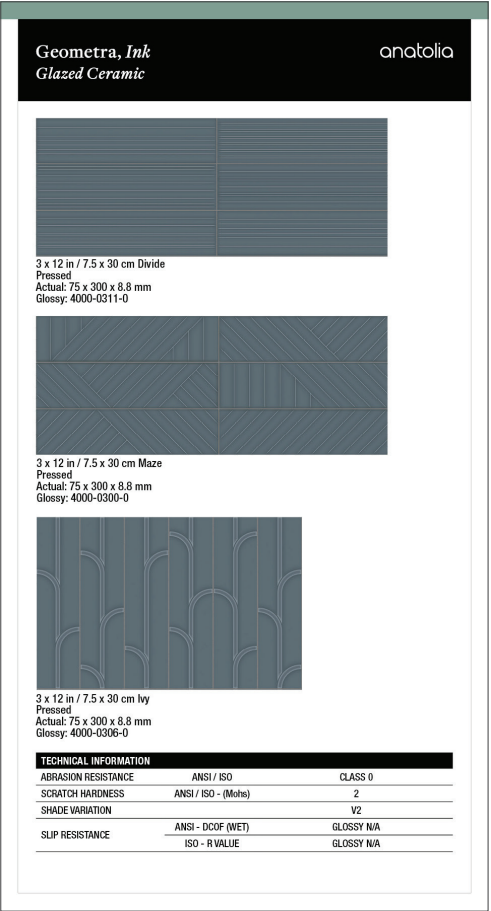 Geometra, Ink
anatolia
Glazed Ceramic
3 x 12 in / 7.5 x 30 cm Divide
Pressed
Actual: 75 x 300 x 8.8 mm
Glossy: 4000-0311-0
3 x 12 in / 7.5 x 30 cm Maze
Pressed
Actual: 75 x 300 x 8.8 mm
Glossy: 4000-0300-0
3 x 12 in / 7.5 x 30 cm Ivy
Pressed
Actual: 75 x 300 x 8.8 mm
Glossy: 4000-0306-0
TECHNICAL INFORMATION
ABRASION RESISTANCE ANSI / ISO CLASS 0
SCRATCH HARDNESS ANSI / ISO - (Mohs) 2
SHADE VARIATION V2
SLIP RESISTANCE ANSI - DCOF (WET) GLOSSY N/A
ISO - R VALUE GLOSSY N/A